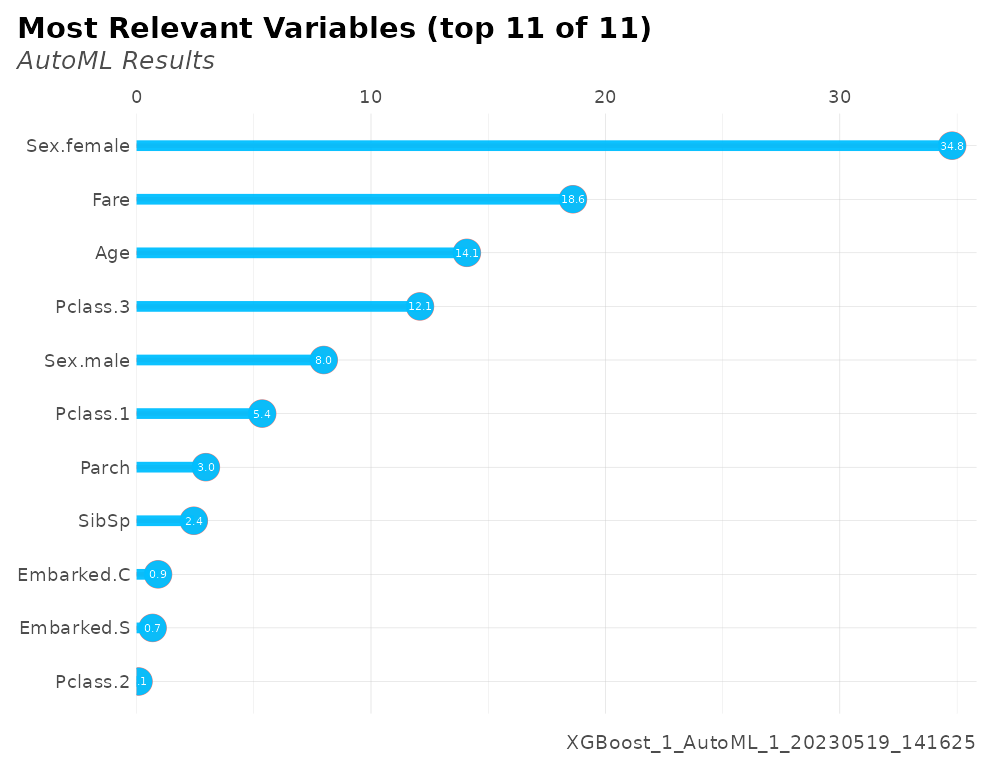 Most Relevant Variables (top 11 of 11)
AutoML Results
0 10 20 30
Sex.female 34.8
Fare 18.6
Age 14.1
Pclass.3 12.1
Sex.male 8.0
Pclass.1 5.4
Parch 3.0
SibSp 2.4
Embarked.C 0.9
Embarked.S 0.7
Pclass.2
XGBoost_1_AutoML_1_20230519_141625